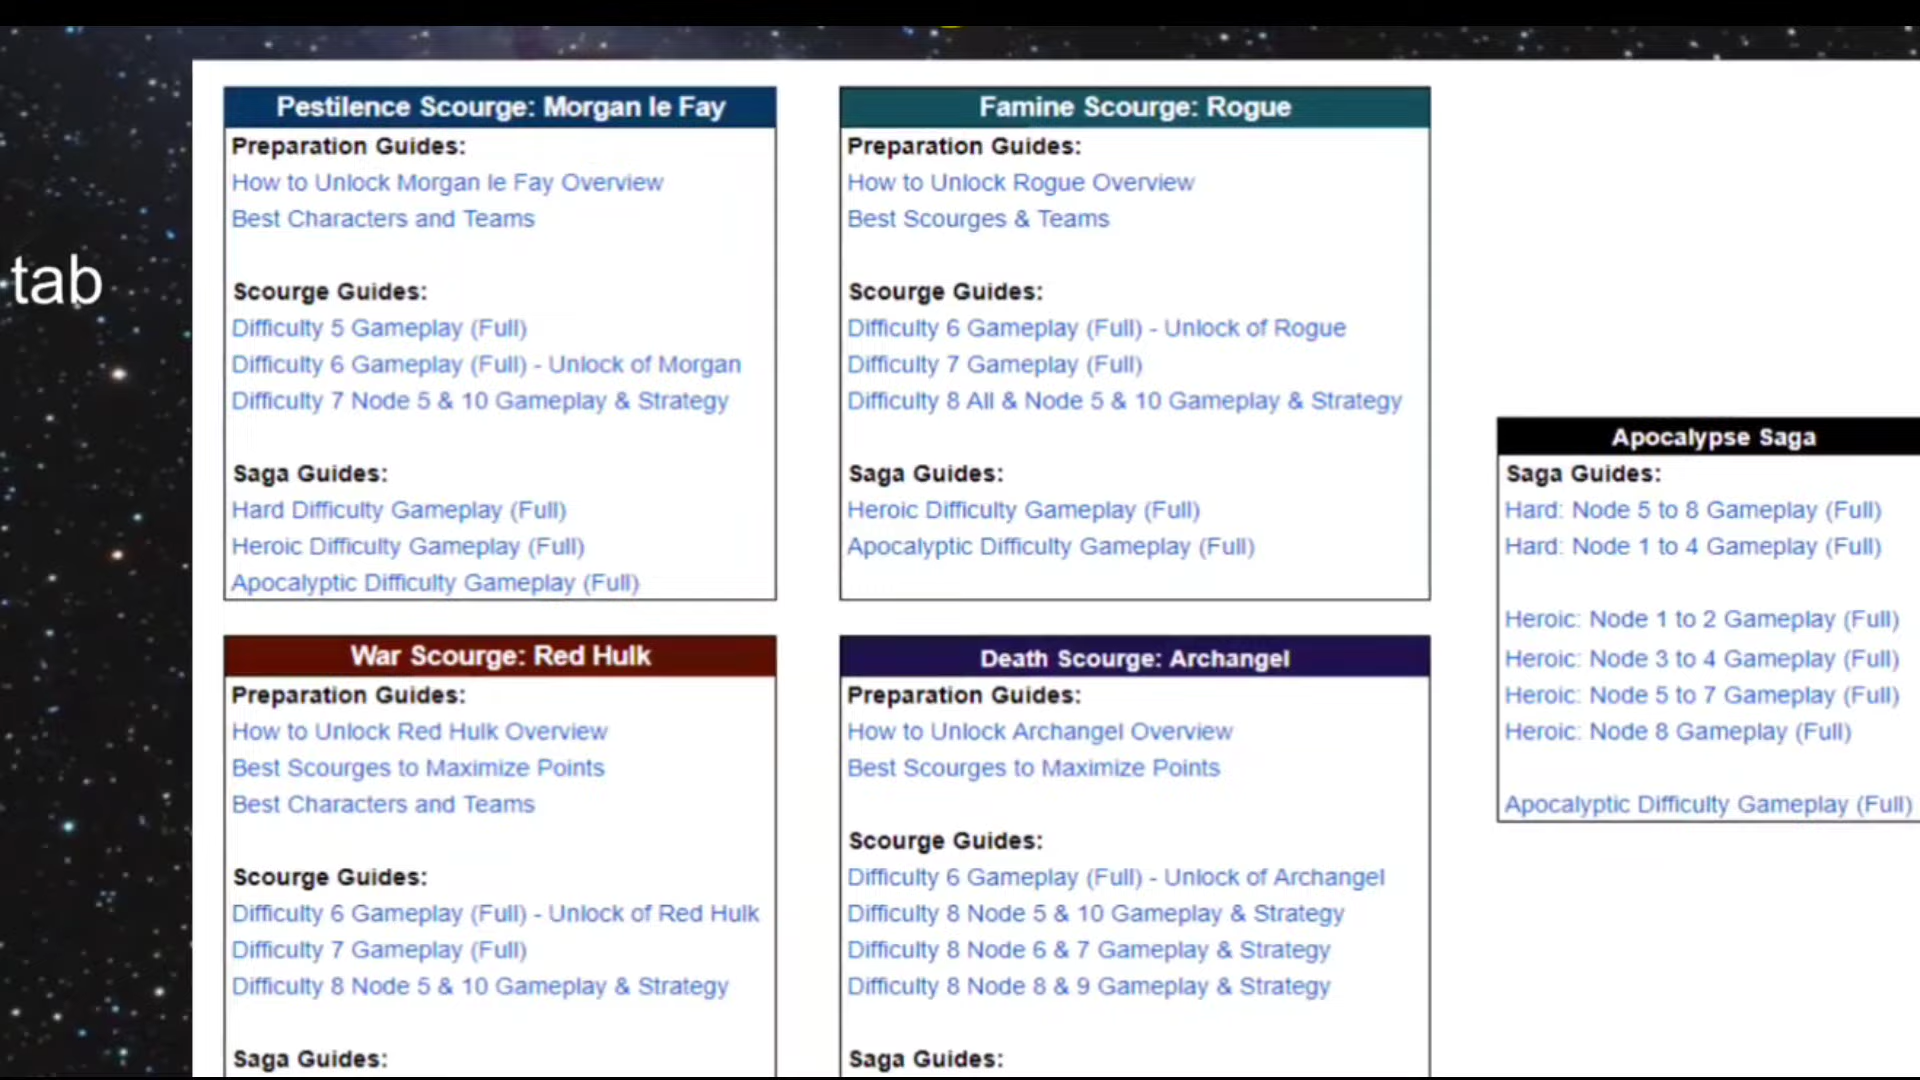 tab
Pestilence Scourge: Morgan le Fay
Preparation Guides:
How to Unlock Morgan le Fay Overview
Best Characters and Teams
Scourge Guides:
Difficulty 5 Gameplay (Full)
Difficulty 6 Gameplay (Full) - Unlock of Morgan
Difficulty 7 Node 5 & 10 Gameplay & Strategy
Saga Guides:
Hard Difficulty Gameplay (Full)
Heroic Difficulty Gameplay (Full)
Apocalyptic Difficulty Gameplay (Full)
Famine Scourge: Rogue
Preparation Guides:
How to Unlock Rogue Overview
Best Scourges & Teams
Scourge Guides:
Difficulty 6 Gameplay (Full) - Unlock of Rogue
Difficulty 7 Gameplay (Full)
Difficulty 8 All & Node 5 & 10 Gameplay & Strategy
Saga Guides:
Heroic Difficulty Gameplay (Full)
Apocalyptic Difficulty Gameplay (Full)
War Scourge: Red Hulk
Preparation Guides:
How to Unlock Red Hulk Overview
Best Scourges to Maximize Points
Best Characters and Teams
Scourge Guides:
Difficulty 6 Gameplay (Full) - Unlock of Red Hulk
Difficulty 7 Gameplay (Full)
Difficulty 8 Node 5 & 10 Gameplay & Strategy
Saga Guides:
Death Scourge: Archangel
Preparation Guides:
How to Unlock Archangel Overview
Best Scourges to Maximize Points
Scourge Guides:
Difficulty 6 Gameplay (Full) - Unlock of Archangel
Difficulty 8 Node 5 & 10 Gameplay & Strategy
Difficulty 8 Node 6 & 7 Gameplay & Strategy
Difficulty 8 Node 8 & 9 Gameplay & Strategy
Saga Guides:
Apocalypse Saga
Saga Guides:
Hard: Node 5 to 8 Gameplay (Full)
Hard: Node 1 to 4 Gameplay (Full)
Heroic: Node 1 to 2 Gameplay (Full)
Heroic: Node 3 to 4 Gameplay (Full)
Heroic: Node 5 to 7 Gameplay (Full)
Heroic: Node 8 Gameplay (Full)
Apocalyptic Difficulty Gameplay (Full)